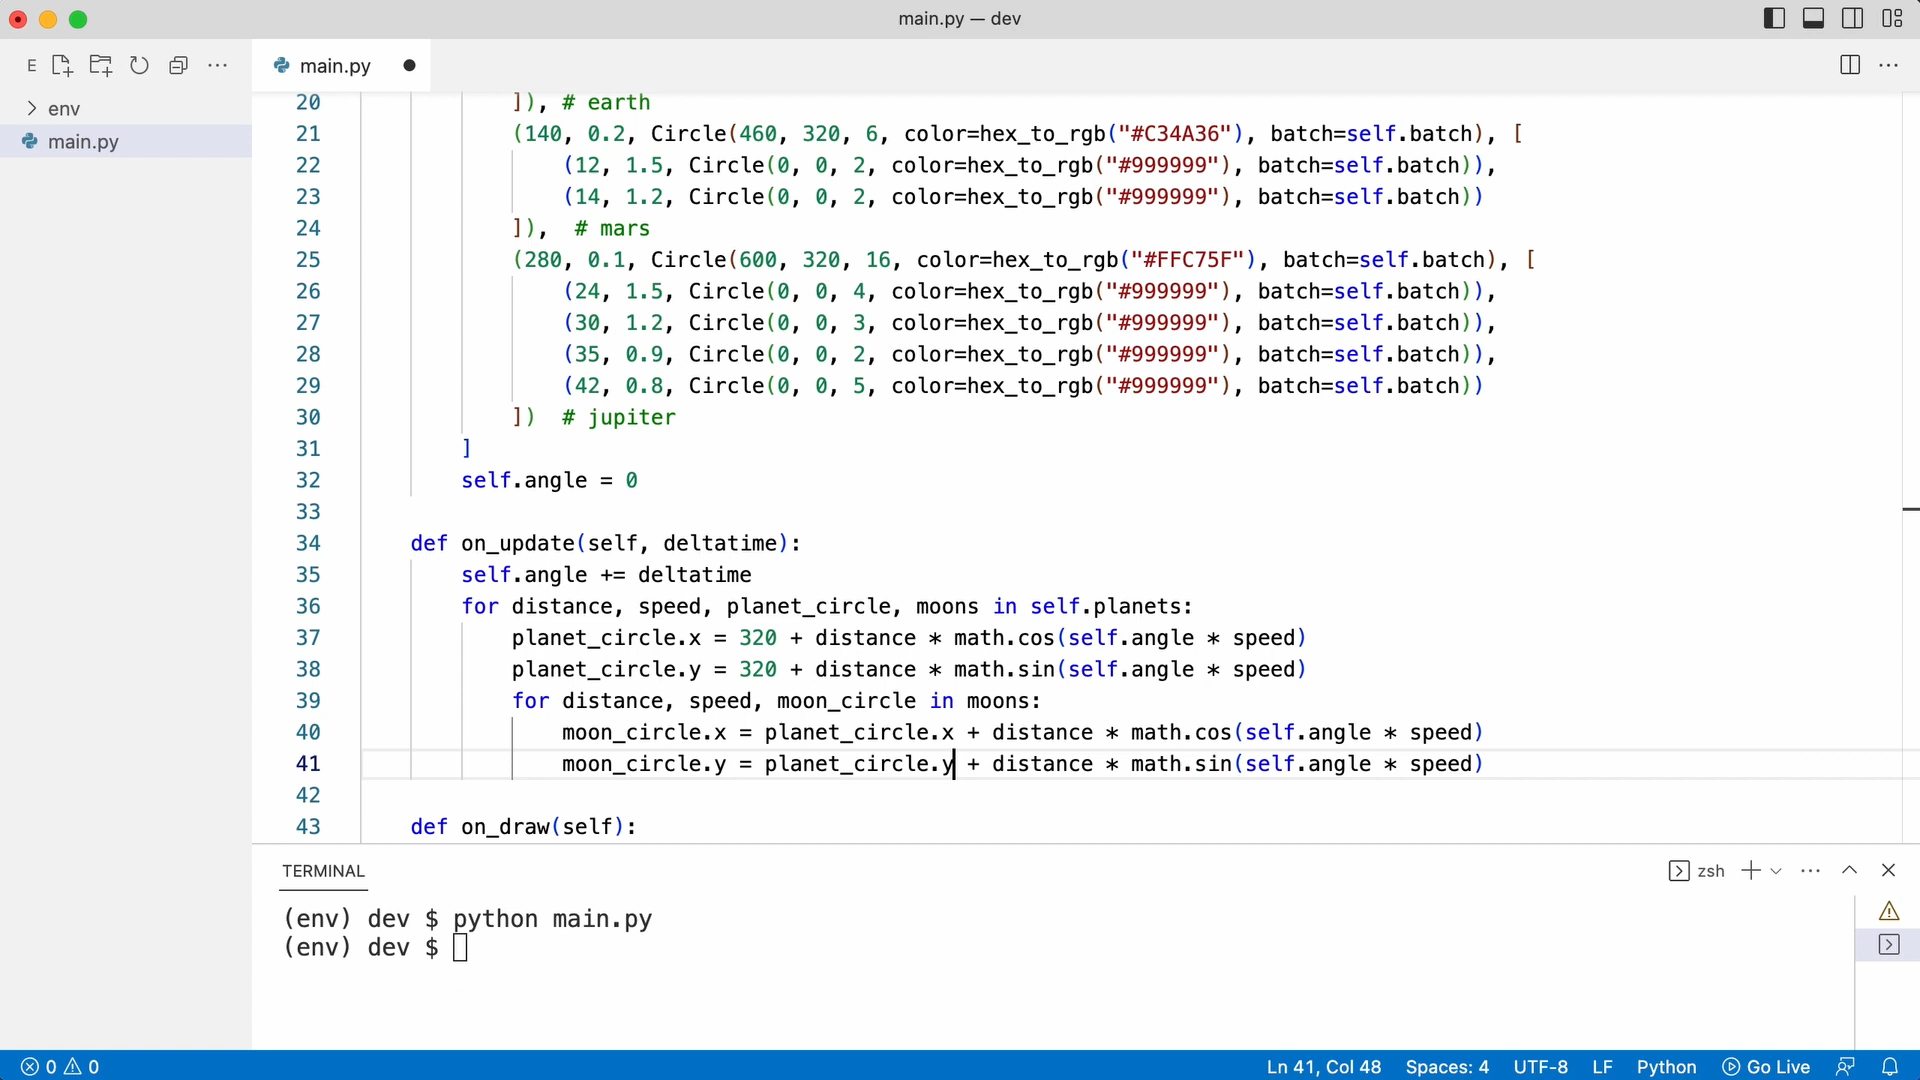 main.py — dev
E
main.py
env
main.py
20 ]), # earth
21 (140, 0.2, Circle(460, 320, 6, color=hex_to_rgb("#C34A36"), batch=self.batch), [
22 (12, 1.5, Circle(0, 0, 2, color=hex_to_rgb("#999999"), batch=self.batch)),
23 (14, 1.2, Circle(0, 0, 2, color=hex_to_rgb("#999999"), batch=self.batch))
24 ]),  # mars
25 (280, 0.1, Circle(600, 320, 16, color=hex_to_rgb("#FFC75F"), batch=self.batch), [
26 (24, 1.5, Circle(0, 0, 4, color=hex_to_rgb("#999999"), batch=self.batch)),
27 (30, 1.2, Circle(0, 0, 3, color=hex_to_rgb("#999999"), batch=self.batch)),
28 (35, 0.9, Circle(0, 0, 2, color=hex_to_rgb("#999999"), batch=self.batch)),
29 (42, 0.8, Circle(0, 0, 5, color=hex_to_rgb("#999999"), batch=self.batch))
30 ])  # jupiter
31 ]
32 self.angle = 0
33
34 def on_update(self, deltatime):
35 self.angle += deltatime
36 for distance, speed, planet_circle, moons in self.planets:
37 planet_circle.x = 320 + distance * math.cos(self.angle * speed)
38 planet_circle.y = 320 + distance * math.sin(self.angle * speed)
39 for distance, speed, moon_circle in moons:
40 moon_circle.x = planet_circle.x + distance * math.cos(self.angle * speed)
41 moon_circle.y = planet_circle.y + distance * math.sin(self.angle * speed)
42
43 def on_draw(self):
TERMINAL
zsh
(env) dev $ python main.py
(env) dev $
0 0 Ln 41, Col 48 Spaces: 4 UTF-8 LF Python Go Live